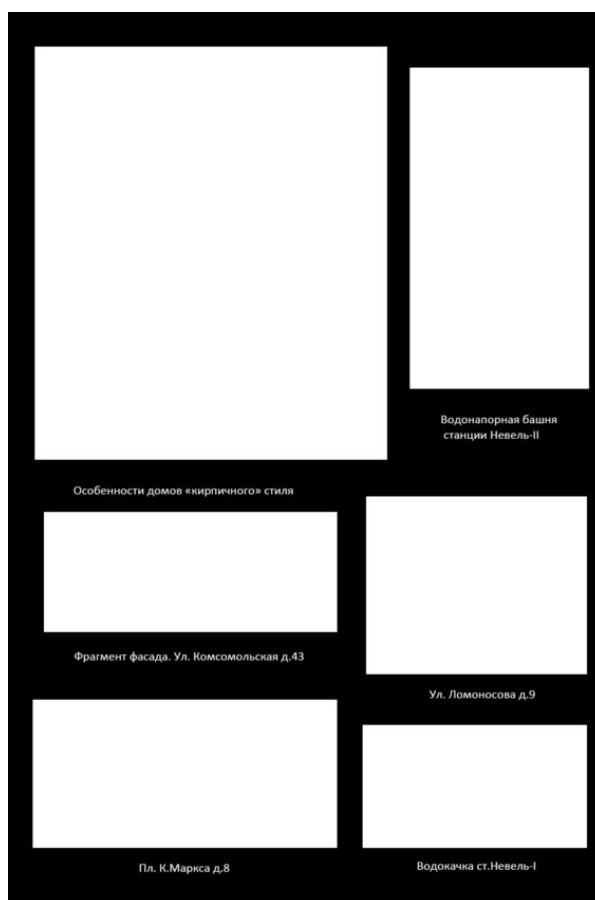 Водонапорная башня
станции Невель-II
Особенности домов «кирпичного» стиля
Фрагмент фасада. Ул. Комсомольская д.43
Ул. Ломоносова д.9
Пл. К.Маркса д.8
Водокачка ст.Невель-I